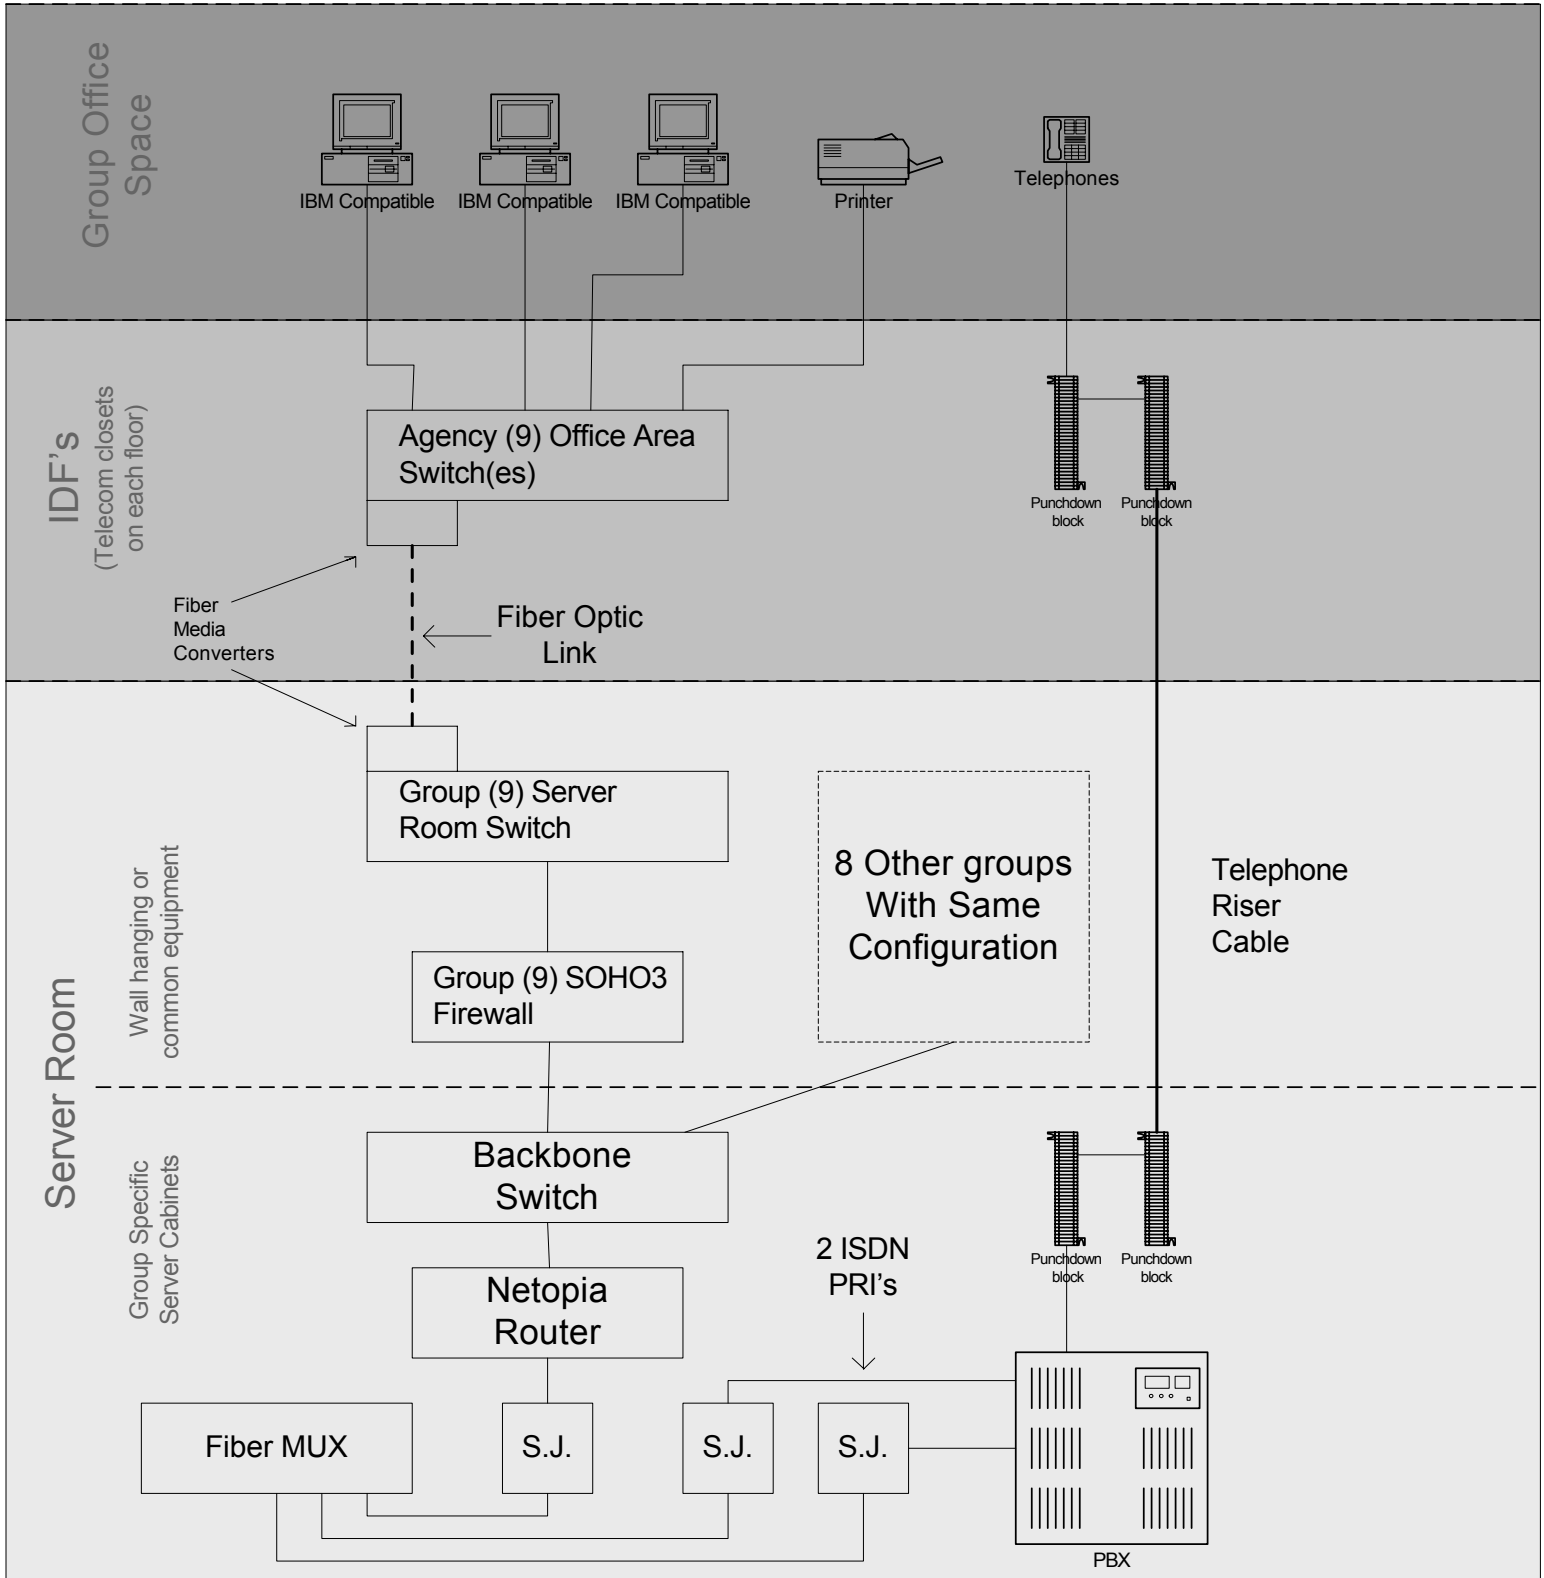 Group Office
Space
IBM Compatible
IBM Compatible
IBM Compatible
Printer
Telephones
IDF's
(Telecom closets
on each floor)
Agency (9) Office Area
Switch(es)
Punchdown
block
Punchdown
block
Fiber
Media
Converters
Fiber Optic
Link
Server Room
Wall hanging or
common equipment
Group (9) Server
Room Switch
8 Other groups
With Same
Configuration
Telephone
Riser
Cable
Group (9) SOHO3
Firewall
Group Specific
Server Cabinets
Backbone
Switch
Punchdown
block
Punchdown
block
2 ISDN
PRI's
Netopia
Router
Fiber MUX
S.J.
S.J.
S.J.
PBX